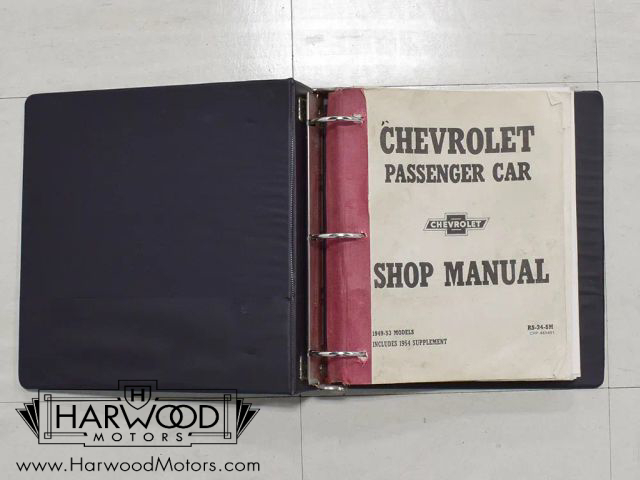 CHEVROLET
PASSENGER CAR
CHEVROLET
SHOP MANUAL
1949-53 MODELS
INCLUDES 1954 SUPPLEMENT
RS-24-SM
H
HARWOOD
MOTORS
www.HarwoodMotors.com